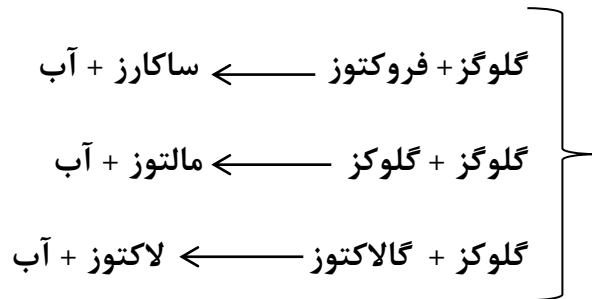 گلوگز + فروکتوز ← ساکارز + آب
گلوگز + گلوکز ← مالتوز + آب
گلوکز + گالاکتوز ← لاکتوز + آب